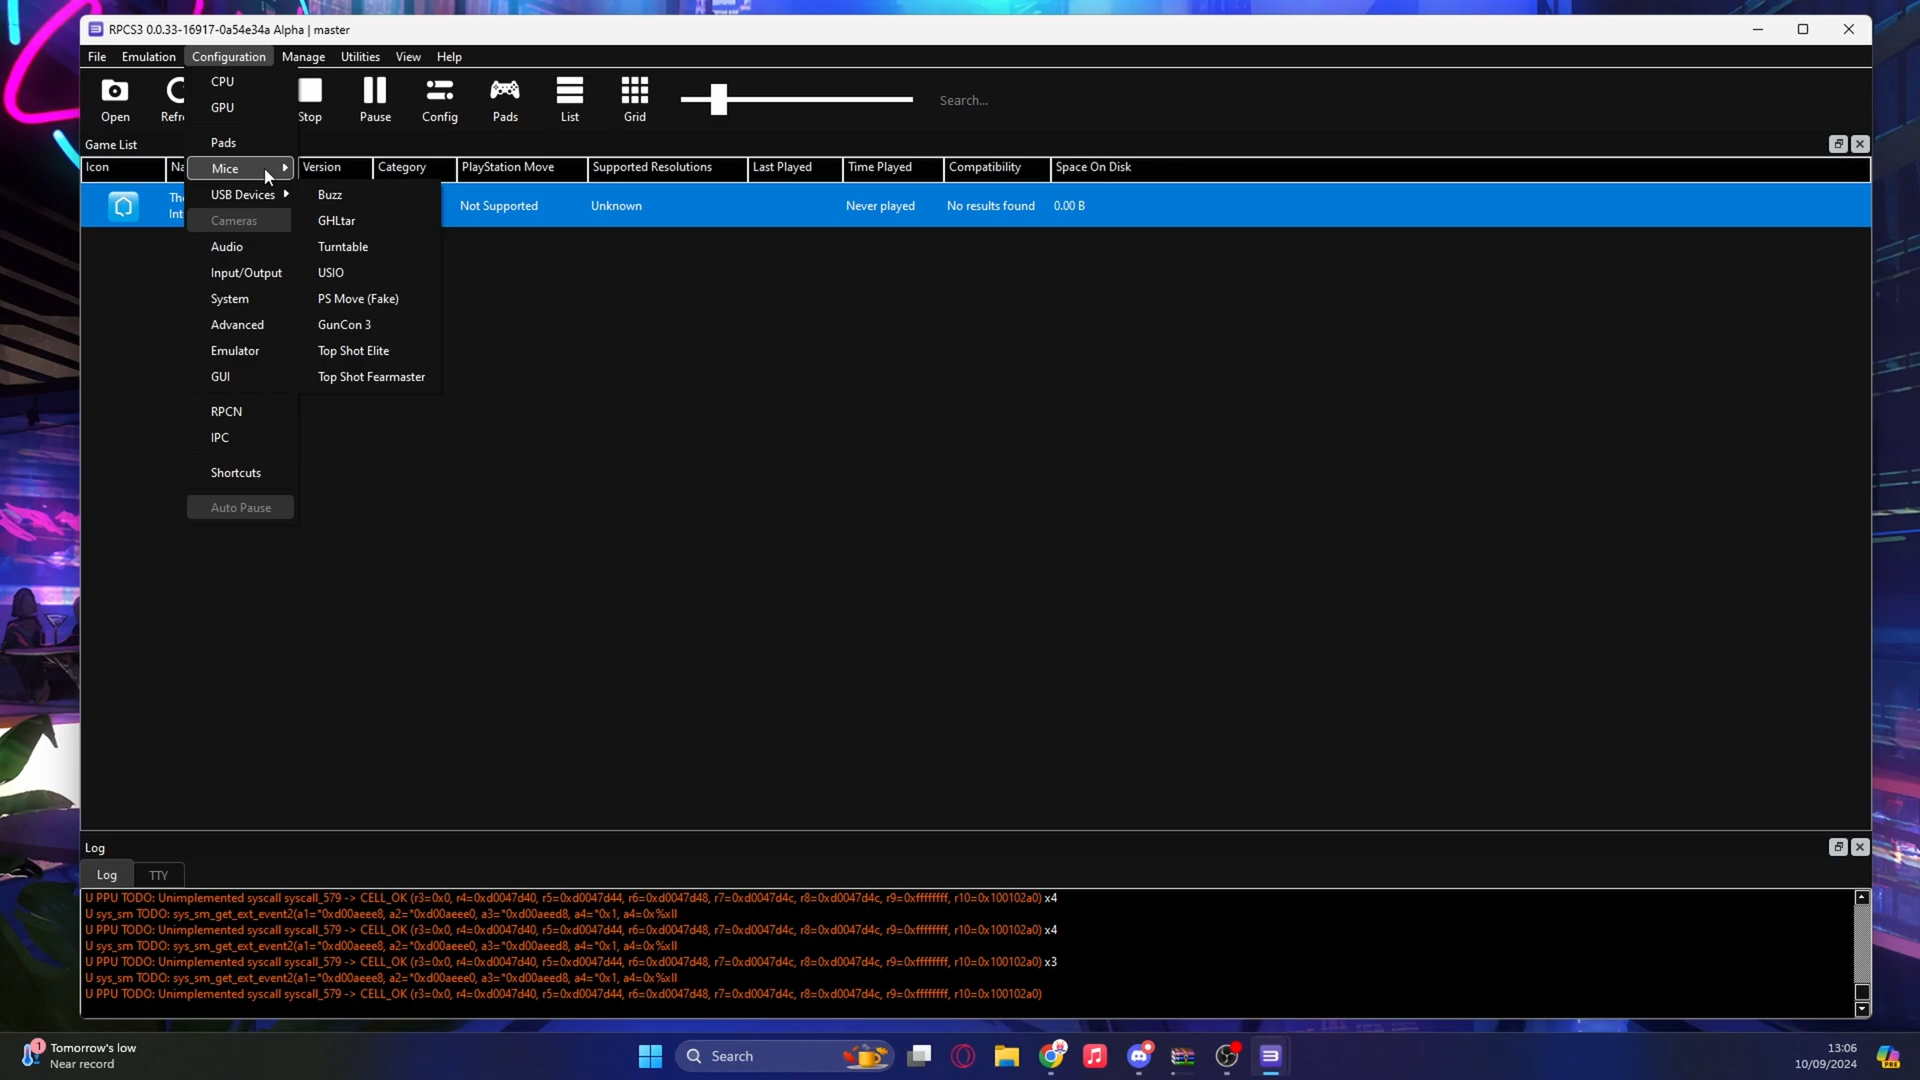 RPCS3 0.0.33-16917-0a54e34a Alpha | master
File Emulation Configuration Manage Utilities View Help
Open Refr Stop Pause Config Pads List Grid Search...
CPU
GPU
Pads
Mice
USB Devices
Cameras
Audio
Input/Output
System
Advanced
Emulator
GUI
RPCN
IPC
Shortcuts
Auto Pause
Buzz
GHLtar
Turntable
USIO
PS Move (Fake)
GunCon 3
Top Shot Elite
Top Shot Fearmaster
Game List
Icon Na Version Category PlayStation Move Supported Resolutions Last Played Time Played Compatibility Space On Disk
The
Int
Not Supported Unknown Never played No results found 0.00 B
Log
Log TTY
U PPU TODO: Unimplemented syscall syscall_579 -> CELL_OK (r3=0x0, r4=0xd0047d40, r5=0xd0047d44, r6=0xd0047d48, r7=0xd0047d4c, r8=0xd0047d4c, r9=0xffffffff, r10=0x100102a0) x4
U sys_sm TODO: sys_sm_get_ext_event2(a1=*0xd00aeee8, a2=*0xd00aeee0, a3=*0xd00aeed8, a4=*0x1, a4=0x%xll
U PPU TODO: Unimplemented syscall syscall_579 -> CELL_OK (r3=0x0, r4=0xd0047d40, r5=0xd0047d44, r6=0xd0047d48, r7=0xd0047d4c, r8=0xd0047d4c, r9=0xffffffff, r10=0x100102a0) x4
U sys_sm TODO: sys_sm_get_ext_event2(a1=*0xd00aeee8, a2=*0xd00aeee0, a3=*0xd00aeed8, a4=*0x1, a4=0x%xll
U PPU TODO: Unimplemented syscall syscall_579 -> CELL_OK (r3=0x0, r4=0xd0047d40, r5=0xd0047d44, r6=0xd0047d48, r7=0xd0047d4c, r8=0xd0047d4c, r9=0xffffffff, r10=0x100102a0) x3
U sys_sm TODO: sys_sm_get_ext_event2(a1=*0xd00aeee8, a2=*0xd00aeee0, a3=*0xd00aeed8, a4=*0x1, a4=0x%xll
U PPU TODO: Unimplemented syscall syscall_579 -> CELL_OK (r3=0x0, r4=0xd0047d40, r5=0xd0047d44, r6=0xd0047d48, r7=0xd0047d4c, r8=0xd0047d4c, r9=0xffffffff, r10=0x100102a0)
1
Tomorrow's low
Near record
Search
13:06
10/09/2024
PRE